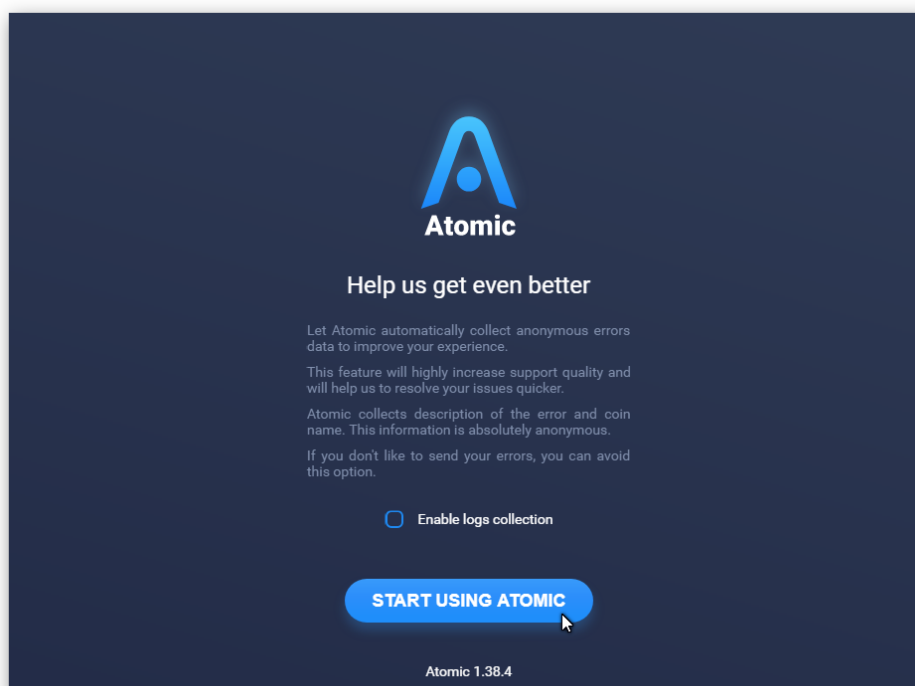 Atomic
Help us get even better
Let Atomic automatically collect anonymous errors
data to improve your experience.
This feature will highly increase support quality and
will help us to resolve your issues quicker.
Atomic collects description of the error and coin
name. This information is absolutely anonymous.
If you don't like to send your errors, you can avoid
this option.
Enable logs collection
START USING ATOMIC
Atomic 1.38.4